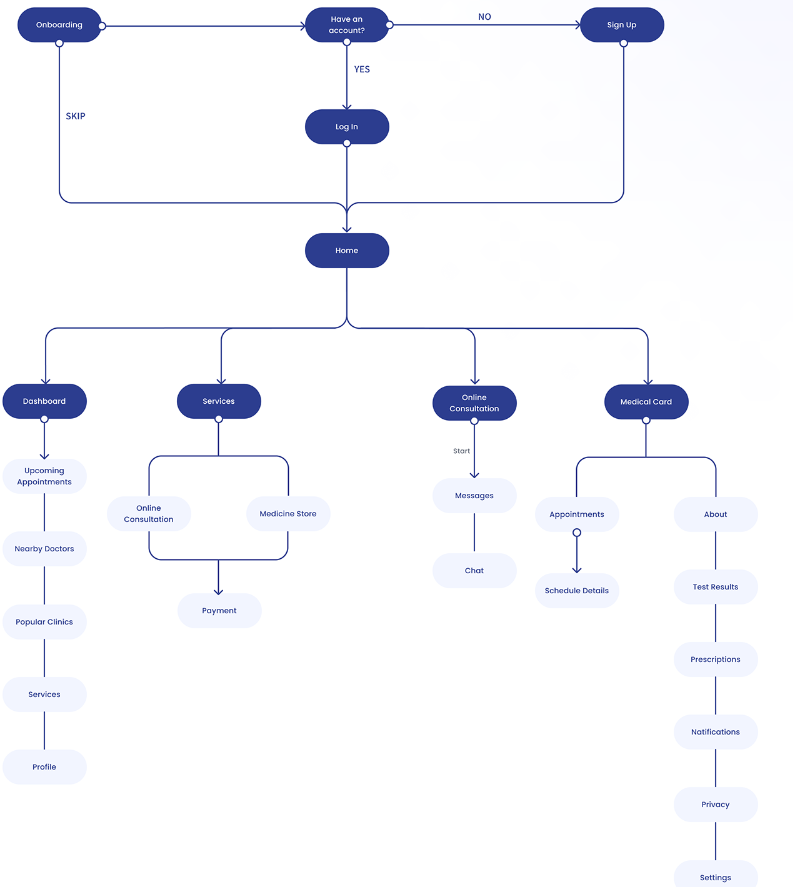 Onboarding
Have an
account?
NO
Sign Up
YES
SKIP
Log In
Home
Dashboard
Services
Online
Consultation
Medical Card
Start
Upcoming
Appointments
Nearby Doctors
Popular Clinics
Services
Profile
Online
Consultation
Medicine Store
Payment
Messages
Chat
Appointments
Schedule Details
About
Test Results
Prescriptions
Natifications
Privacy
Settings